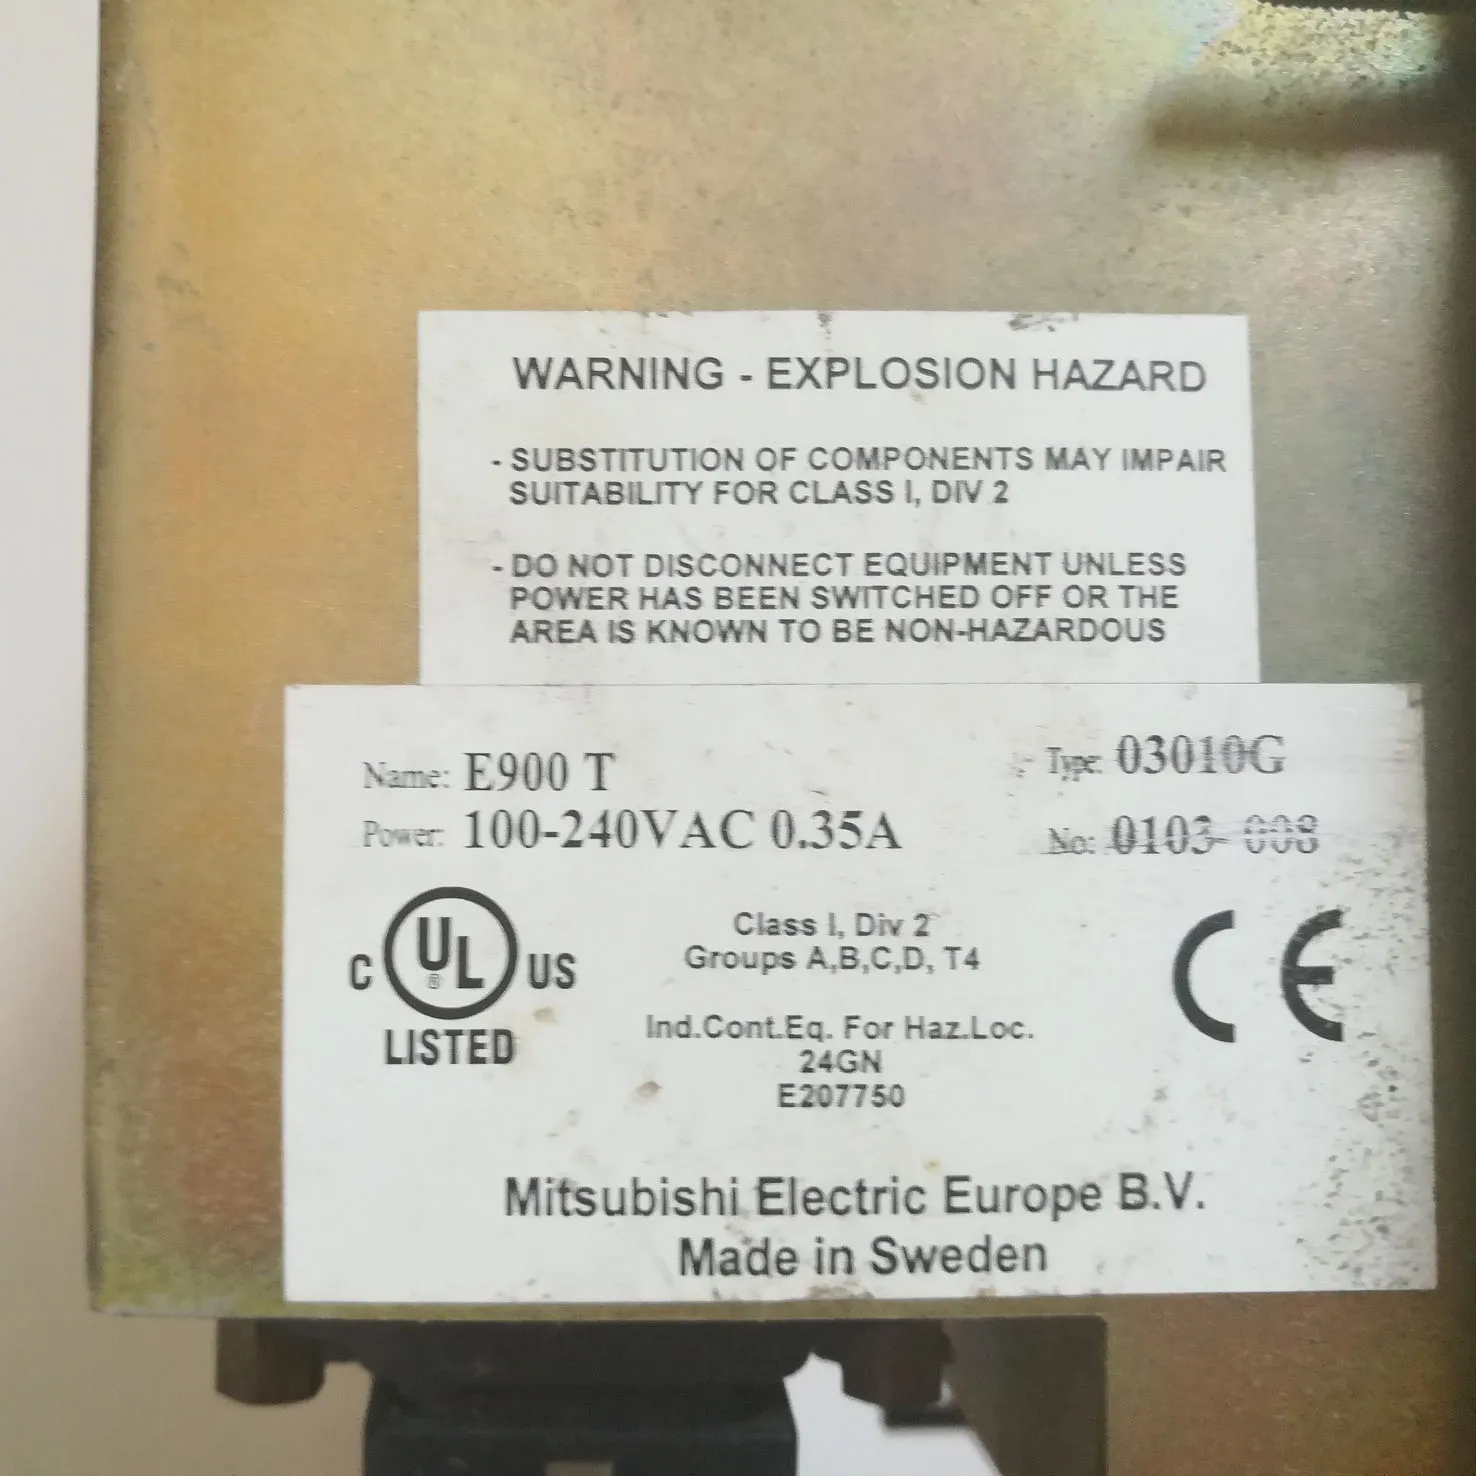 WARNING - EXPLOSION HAZARD
- SUBSTITUTION OF COMPONENTS MAY IMPAIR
SUITABILITY FOR CLASS I, DIV 2
- DO NOT DISCONNECT EQUIPMENT UNLESS
POWER HAS BEEN SWITCHED OFF OR THE
AREA IS KNOWN TO BE NON-HAZARDOUS
Name: E900 T
Type: 03010G
Power: 100-240VAC 0.35A
No: 0103-008
C UL ® US
LISTED
Class I, Div 2
Groups A,B,C,D, T4
Ind.Cont.Eq. For Haz.Loc.
24GN
E207750
CE
Mitsubishi Electric Europe B.V.
Made in Sweden